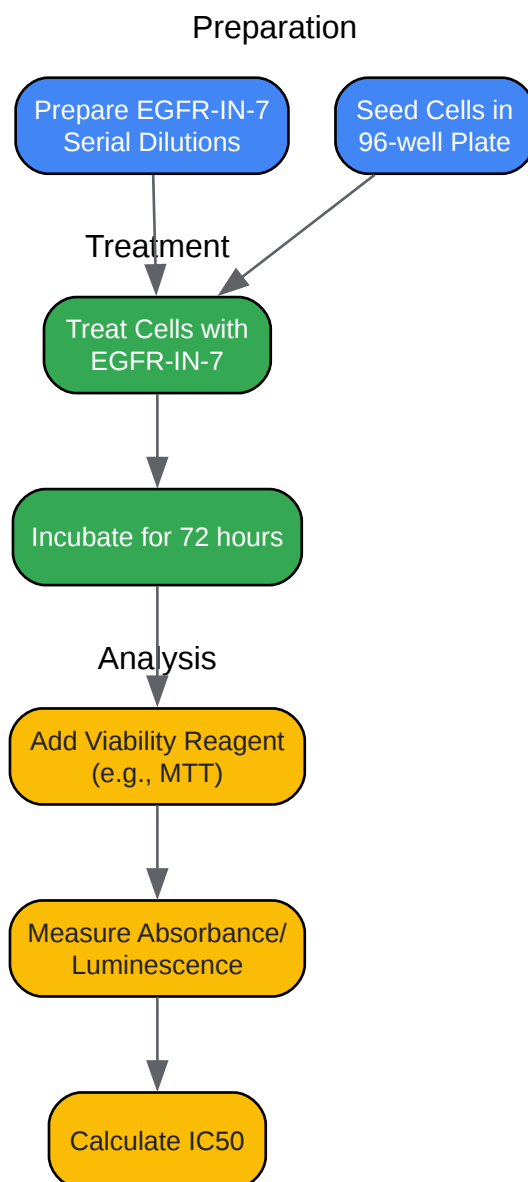 Preparation
Prepare EGFR-IN-7
Serial Dilutions
Seed Cells in
96-well Plate
Treatment
Treat Cells with
EGFR-IN-7
Incubate for 72 hours
Analysis
Add Viability Reagent
(e.g., MTT)
Measure Absorbance/
Luminescence
Calculate IC50